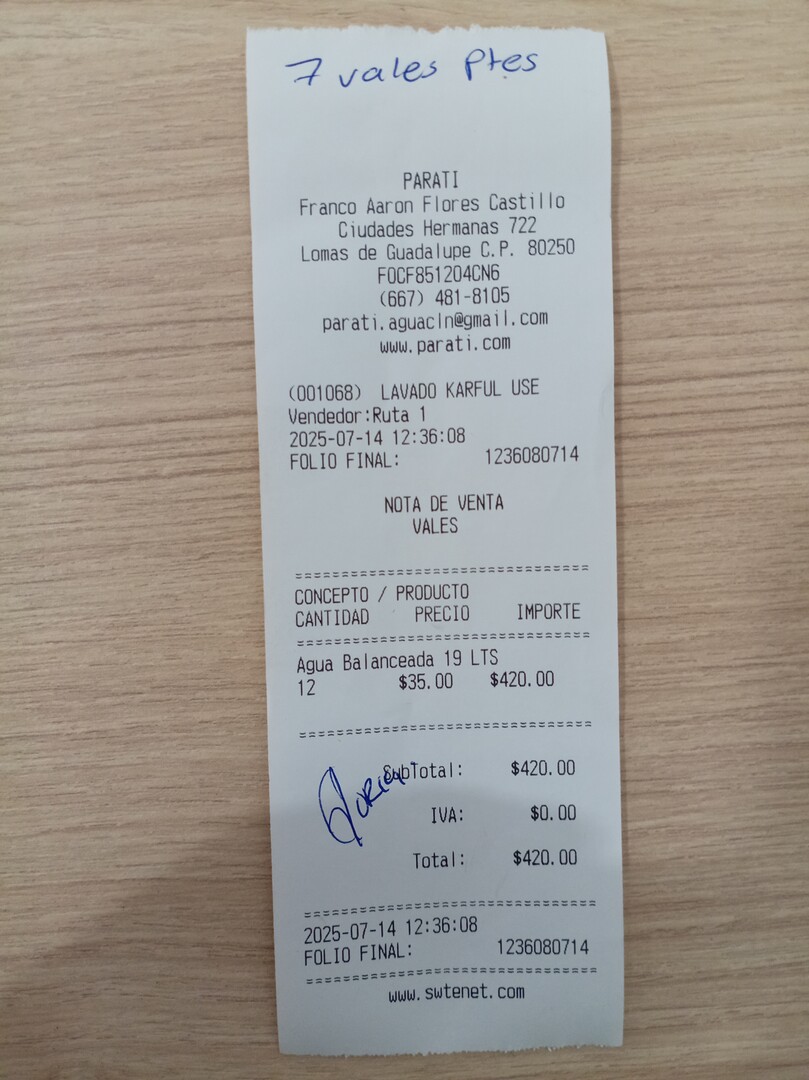 7 vales Ptes
PARATI
Franco Aaron Flores Castillo
Ciudades Hermanas 722
Lomas de Guadalupe C.P. 80250
FOCF851204CN6
(667) 481-8105
parati.aguacln@gmail.com
www.parati.com
(001068) LAVADO KARFUL USE
Vendedor:Ruta 1
2025-07-14 12:36:08
FOLIO FINAL: 1236080714
NOTA DE VENTA
VALES
==============================
CONCEPTO / PRODUCTO
CANTIDAD PRECIO IMPORTE
==============================
Agua Balanceada 19 LTS
12 $35.00 $420.00
==============================
SubTotal: $420.00
IVA: $0.00
Total: $420.00
==============================
2025-07-14 12:36:08
FOLIO FINAL: 1236080714
==============================
www.swtenet.com